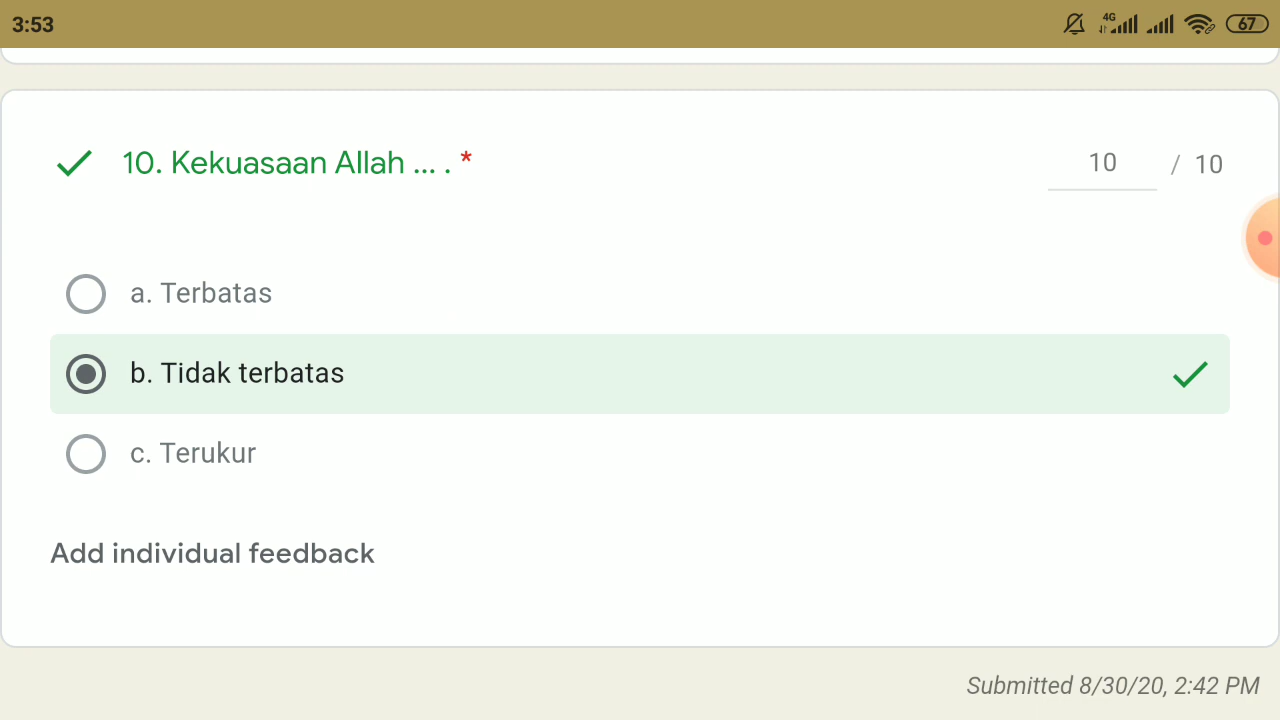 3:53
4G
67
10. Kekuasaan Allah ... . *
10 / 10
a. Terbatas
b. Tidak terbatas
c. Terukur
Add individual feedback
Submitted 8/30/20, 2:42 PM